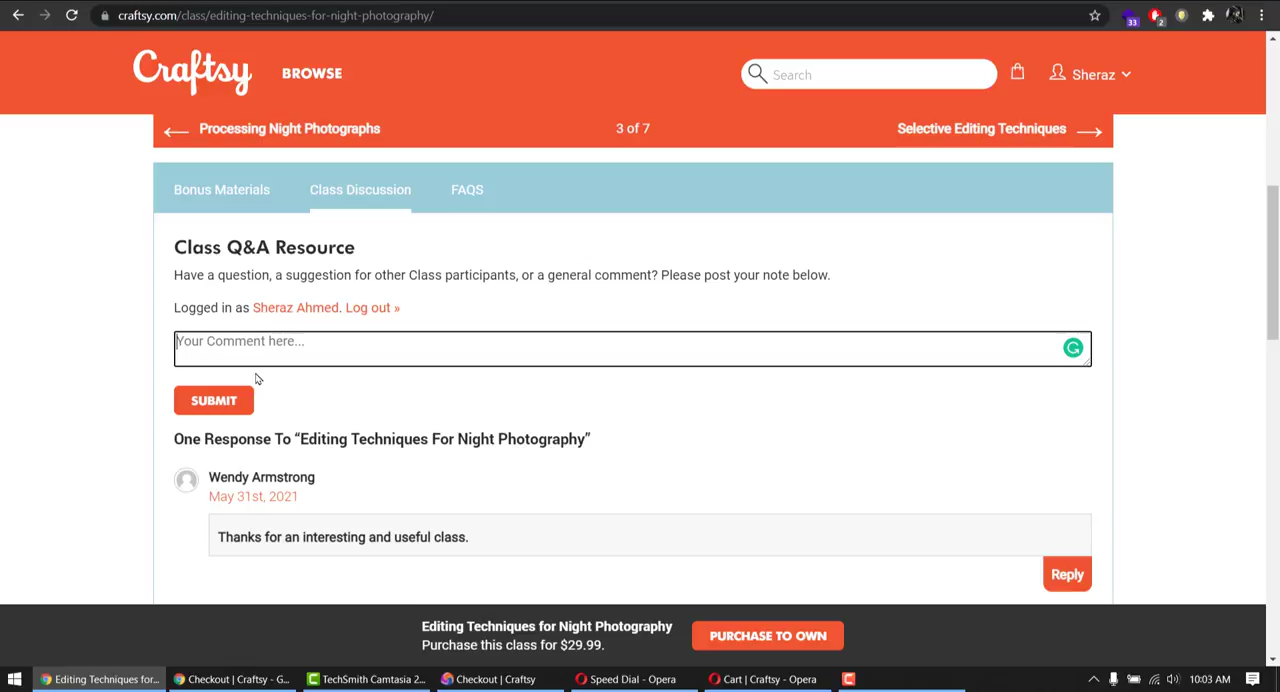 craftsy.com/class/editing-techniques-for-night-photography/
33
2
Craftsy
BROWSE
Search
Sheraz
Processing Night Photographs
3 of 7
Selective Editing Techniques
Bonus Materials
Class Discussion
FAQS
Class Q&A Resource
Have a question, a suggestion for other Class participants, or a general comment? Please post your note below.
Logged in as Sheraz Ahmed. Log out »
Your Comment here...
SUBMIT
One Response To “Editing Techniques For Night Photography”
Wendy Armstrong
May 31st, 2021
Thanks for an interesting and useful class.
Reply
Editing Techniques for Night Photography
Purchase this class for $29.99.
PURCHASE TO OWN
Editing Techniques for...
Checkout | Craftsy - G...
TechSmith Camtasia 2...
Checkout | Craftsy
Speed Dial - Opera
Cart | Craftsy - Opera
10:03 AM